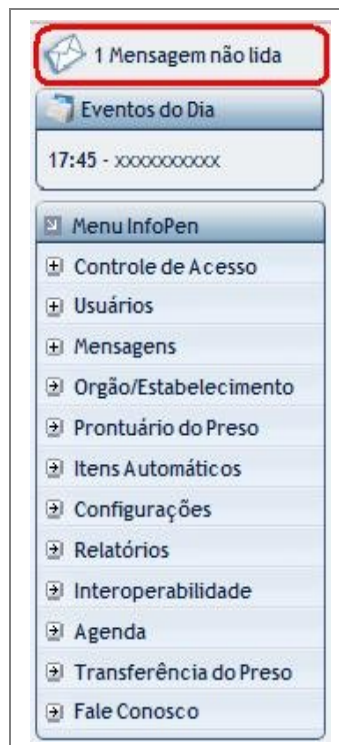 1 Mensagem não lida
Eventos do Dia
17:45 - xxxxxxxxxx
Menu InfoPen
Controle de Acesso
Usuários
Mensagens
Orgão/Estabelecimento
Prontuário do Preso
Itens Automáticos
Configurações
Relatórios
Interoperabilidade
Agenda
Transferência do Preso
Fale Conosco